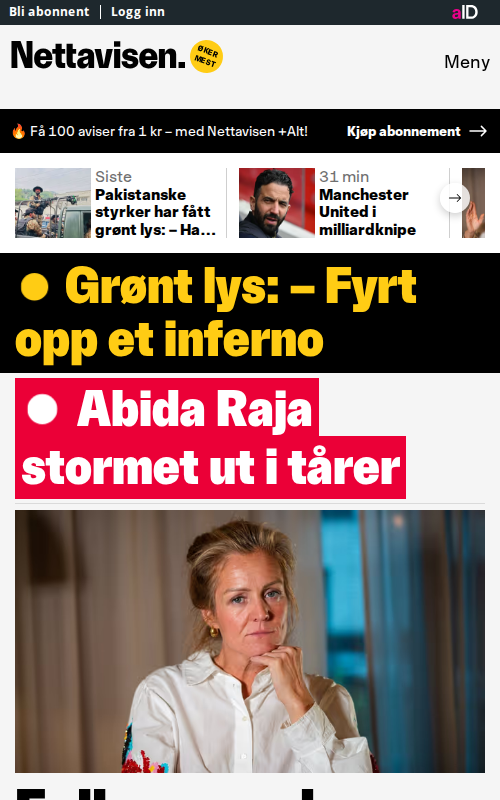 Bli abonnent | Logg inn
aID
Nettavisen.
ØKER
MEST
Meny
🔥 Få 100 aviser fra 1 kr – med Nettavisen +Alt!
Kjøp abonnement →
Siste
Pakistanske
styrker har fått
grønt lys: – Ha...
31 min
Manchester
United i
milliardknipe
Grønt lys: – Fyrt
opp et inferno
Abida Raja
stormet ut i tårer